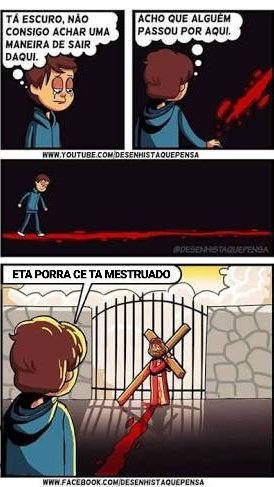 TÁ ESCURO, NÃO
CONSIGO ACHAR UMA
MANEIRA DE SAIR
DAQUI.
ACHO QUE ALGUÉM
PASSOU POR AQUI.
WWW.YOUTUBE.COM/DESENHISTAQUEPENSA
@DESENHISTAQUEPENSA
ETA PORRA CE TA MESTRUADO
WWW.FACEBOOK.COM/DESENHISTAQUEPENSA